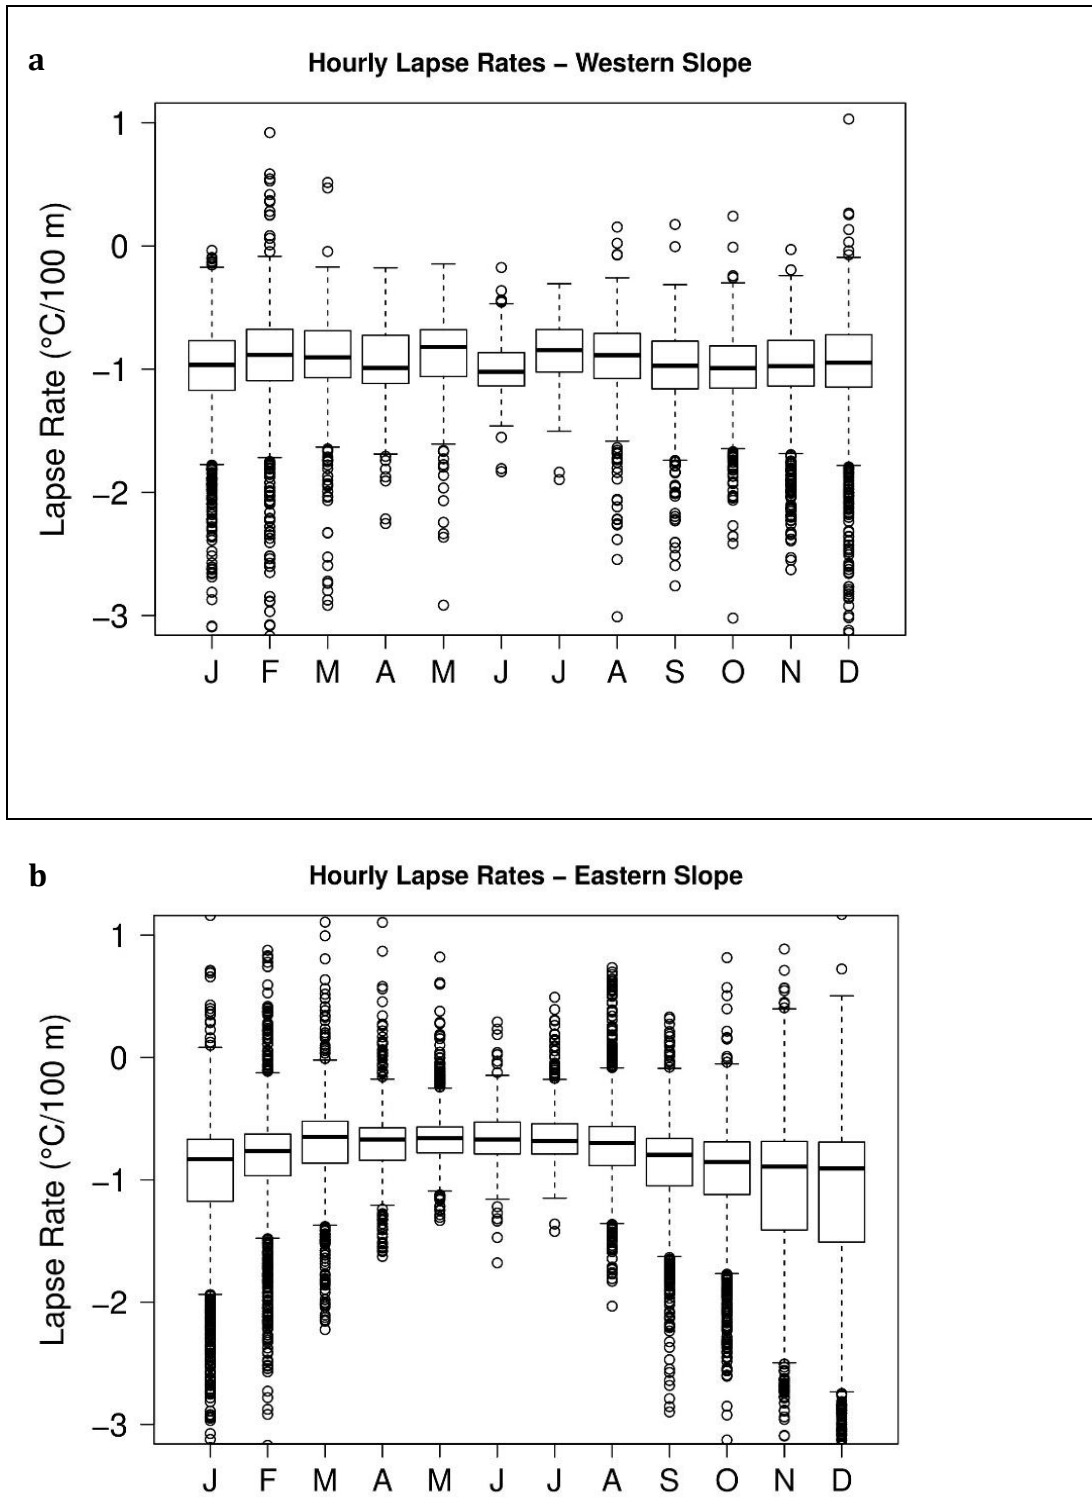 a
Hourly Lapse Rates – Western Slope
Lapse Rate (°C/100 m)
1
0
−1
−2
−3
J F M A M J J A S O N D
b
Hourly Lapse Rates – Eastern Slope
Lapse Rate (°C/100 m)
1
0
−1
−2
−3
J F M A M J J A S O N D